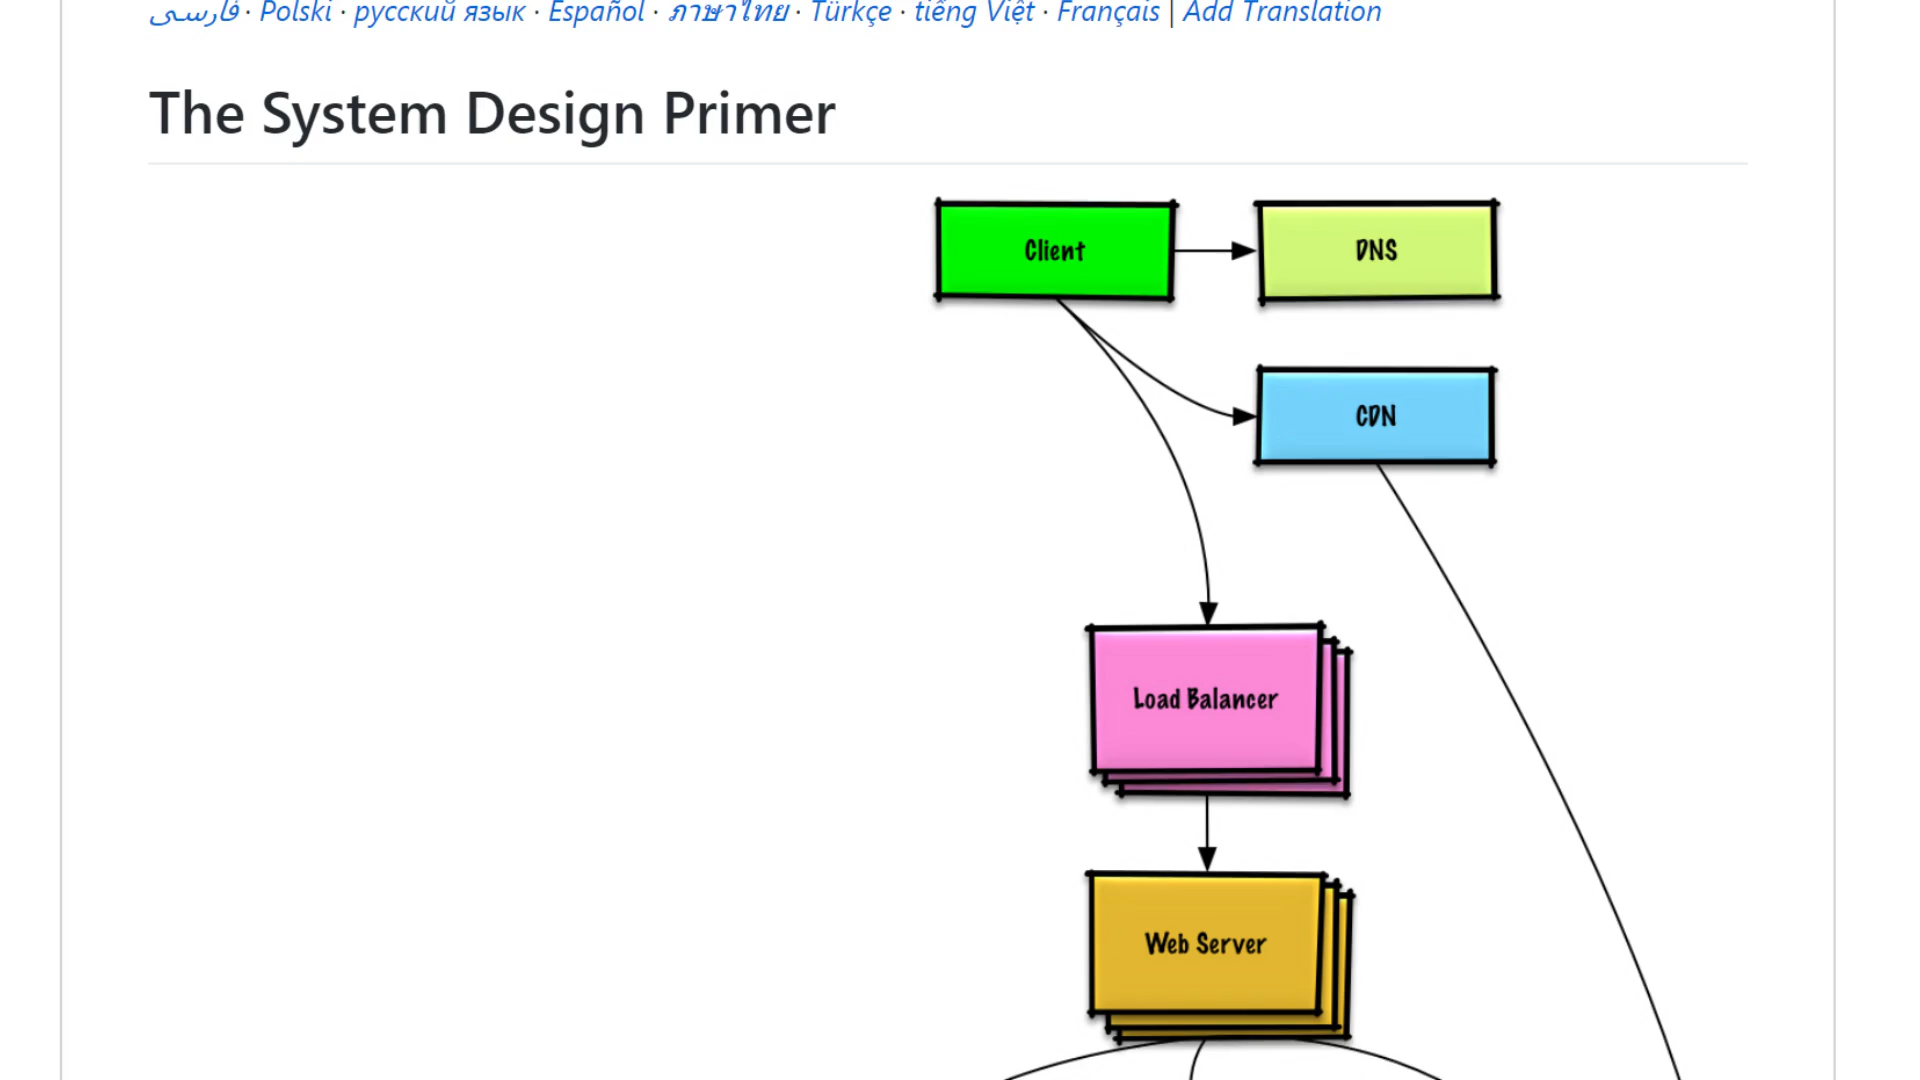 فارسی · Polski · русский язык · Español · ภาษาไทย · Türkçe · tiếng Việt · Français | Add Translation
The System Design Primer
Client
DNS
CDN
Load Balancer
Web Server